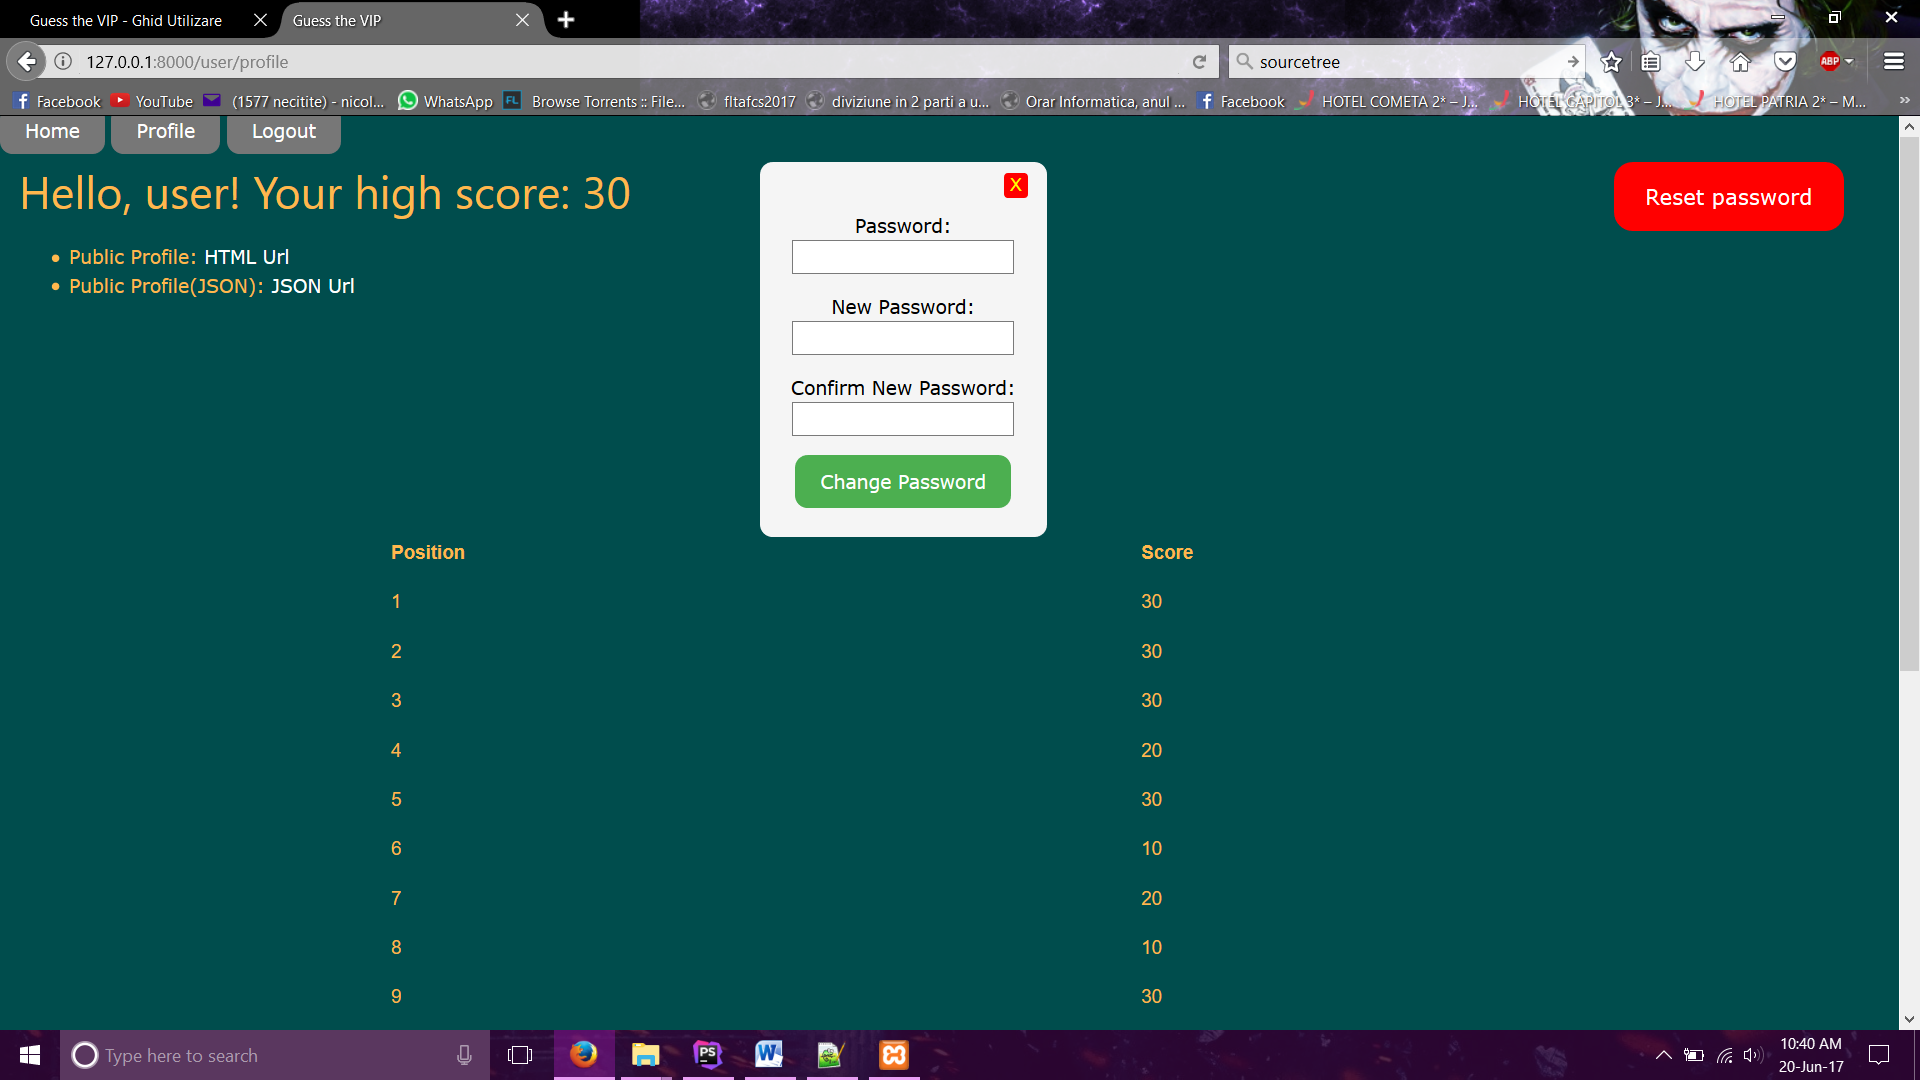 Guess the VIP - Ghid Utilizare
Guess the VIP
127.0.0.1:8000/user/profile
sourcetree
ABP
Facebook
YouTube
(1577 necitite) - nicol...
WhatsApp
FL
Browse Torrents :: File...
fltafcs2017
diviziune in 2 parti a u...
Orar Informatica, anul ...
Facebook
HOTEL COMETA 2* – J...
HOTEL CAPITOL 3* – J...
HOTEL PATRIA 2* – M...
Home
Profile
Logout
Hello, user! Your high score: 30
X
Reset password
Password:
Public Profile: HTML Url
Public Profile(JSON): JSON Url
New Password:
Confirm New Password:
Change Password
Position Score
1 30
2 30
3 30
4 20
5 30
6 10
7 20
8 10
9 30
Type here to search
PS
W
10:40 AM
20-Jun-17